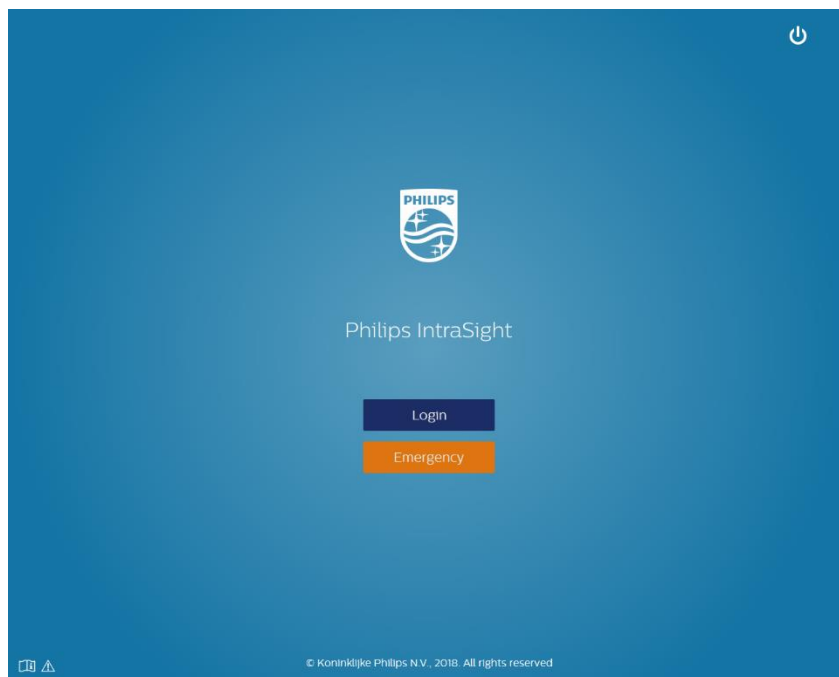 PHILIPS
Philips IntraSight
Login
Emergency
© Koninklijke Philips N.V., 2018. All rights reserved